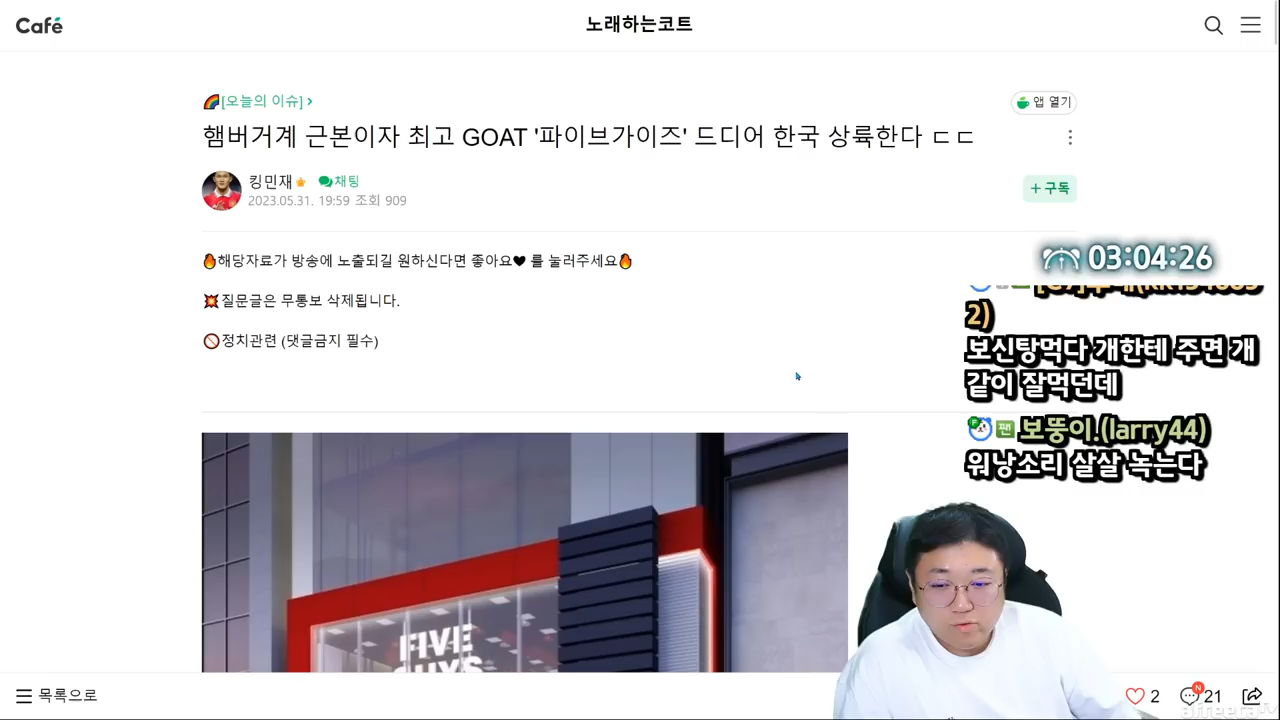 Café
노래하는코트
[오늘의 이슈] >
앱 열기
햄버거계 근본이자 최고 GOAT '파이브가이즈' 드디어 한국 상륙한다 ㄷㄷ
킹민재
채팅
2023.05.31. 19:59 조회 909
+ 구독
해당자료가 방송에 노출되길 원하신다면 좋아요♥ 를 눌러주세요
질문글은 무통보 삭제됩니다.
정치관련 (댓글금지 필수)
03:04:26
2)
보신탕먹다 개한테 주면 개
같이 잘먹던데
팬 보뚱이.(larry44)
워낭소리 살살 녹는다
FIVE
GUYS
목록으로
2
N
21
afreecaTV